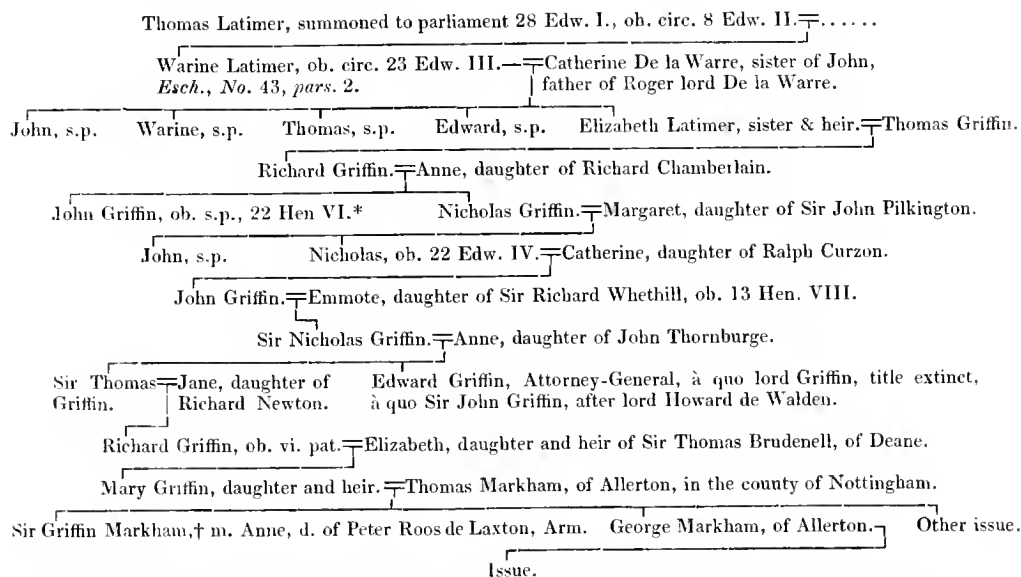 Thomas Latimer, summoned to parliament 28 Edw. I., ob. circ. 8 Edw. II. ......
Warine Latimer, ob. circ. 23 Edw. III.— Catherine De la Warre, sister of John,
Esch., No. 43, pars. 2. father of Roger lord De la Warre.
John, s.p. Warine, s.p. Thomas, s.p. Edward, s.p. Elizabeth Latimer, sister & heir. Thomas Griffin.
Richard Griffin. Anne, daughter of Richard Chamberlain.
John Griffin, ob. s.p., 22 Hen VI.* Nicholas Griffin. Margaret, daughter of Sir John Pilkington.
John, s.p. Nicholas, ob. 22 Edw. IV. Catherine, daughter of Ralph Curzon.
John Griffin. Emmote, daughter of Sir Richard Whethill, ob. 13 Hen. VIII.
Sir Nicholas Griffin. Anne, daughter of John Thornburge.
Sir Thomas Jane, daughter of Edward Griffin, Attorney-General, à quo lord Griffin, title extinct,
Griffin. Richard Newton. à quo Sir John Griffin, after lord Howard de Walden.
Richard Griffin, ob. vi. pat. Elizabeth, daughter and heir of Sir Thomas Brudenell, of Deane.
Mary Griffin, daughter and heir. Thomas Markham, of Allerton, in the county of Nottingham.
Sir Griffin Markham,† m. Anne, d. of Peter Roos de Laxton, Arm. George Markham, of Allerton. Other issue.
Issue.